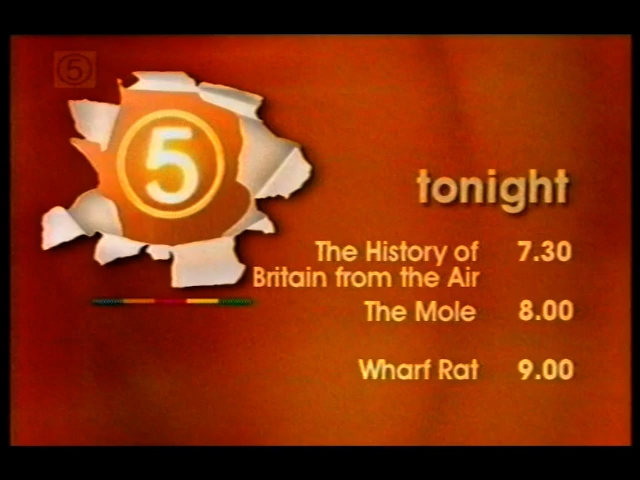 5
5
tonight
The History of 7.30
Britain from the Air
The Mole 8.00
Wharf Rat 9.00